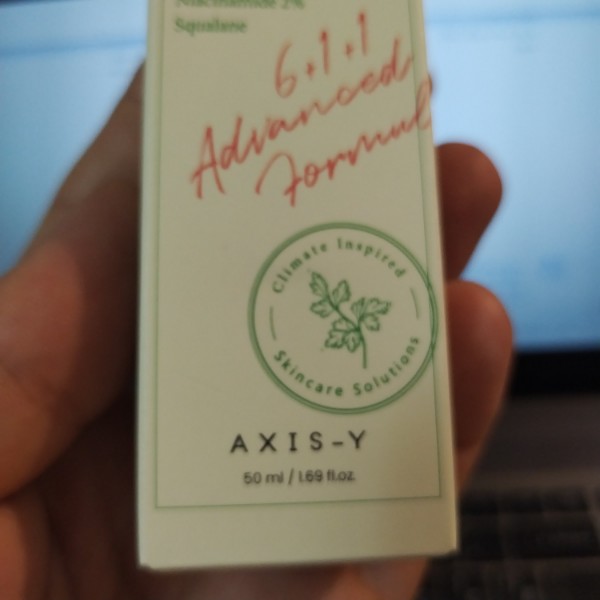 Niacinamide 2%
Squalane
6+1+1
Advanced
Formul
Climate Inspired
Skincare Solutions
AXIS-Y
50 ml / 1.69 fl.oz.